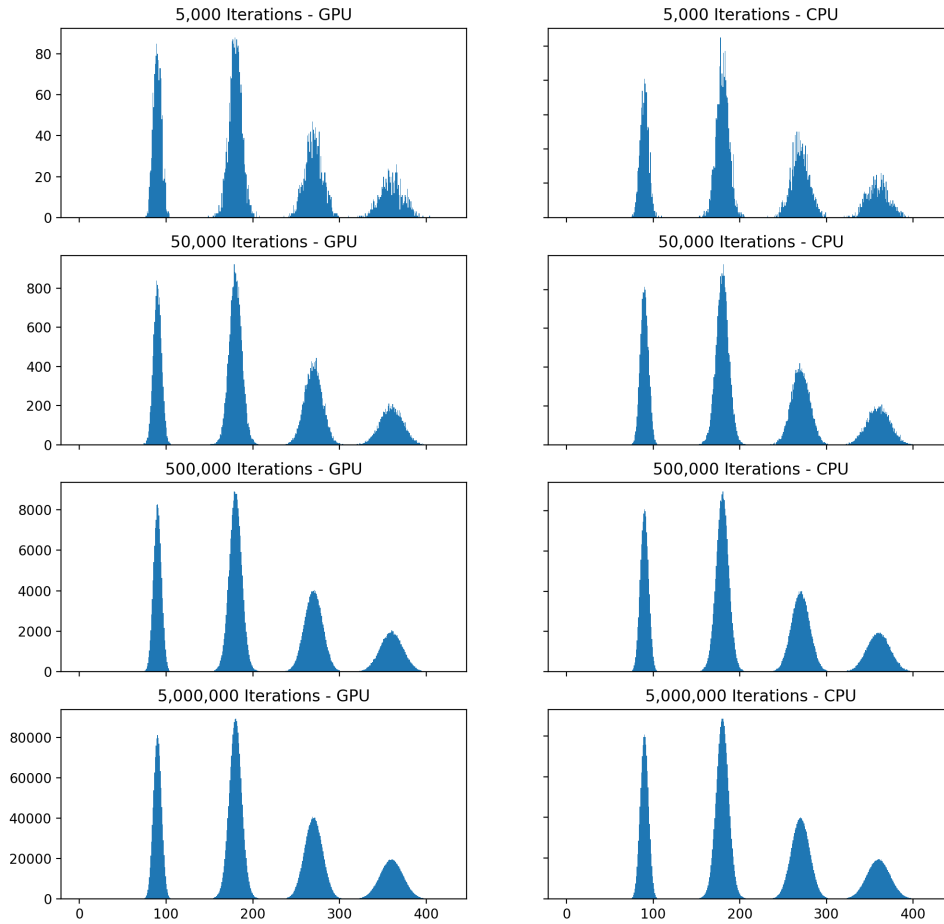 5,000 Iterations - GPU
5,000 Iterations - CPU
80
60
40
20
0
50,000 Iterations - GPU
50,000 Iterations - CPU
800
600
400
200
0
500,000 Iterations - GPU
500,000 Iterations - CPU
8000
6000
4000
2000
0
5,000,000 Iterations - GPU
5,000,000 Iterations - CPU
80000
60000
40000
20000
0
0 100 200 300 400
0 100 200 300 400